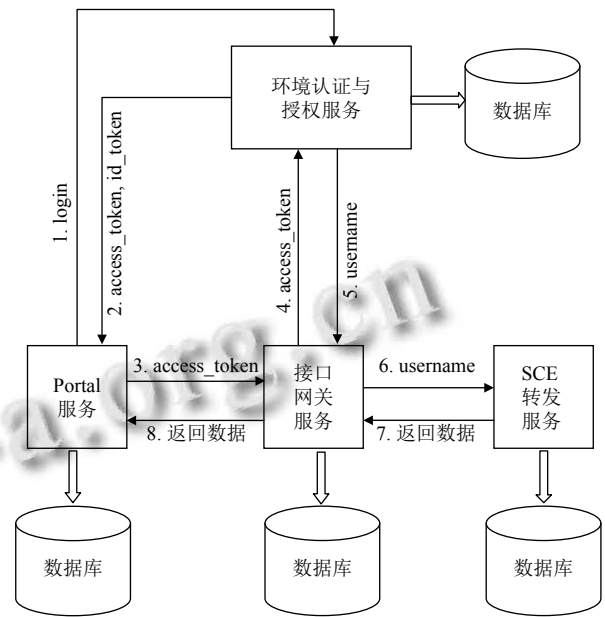 环境认证与
授权服务
数据库
1. login
2. access_token, id_token
4. access_token
5. username
Portal
服务
3. access_token
接口
网关
服务
6. username
SCE
转发
服务
8. 返回数据
7. 返回数据
数据库
数据库
数据库